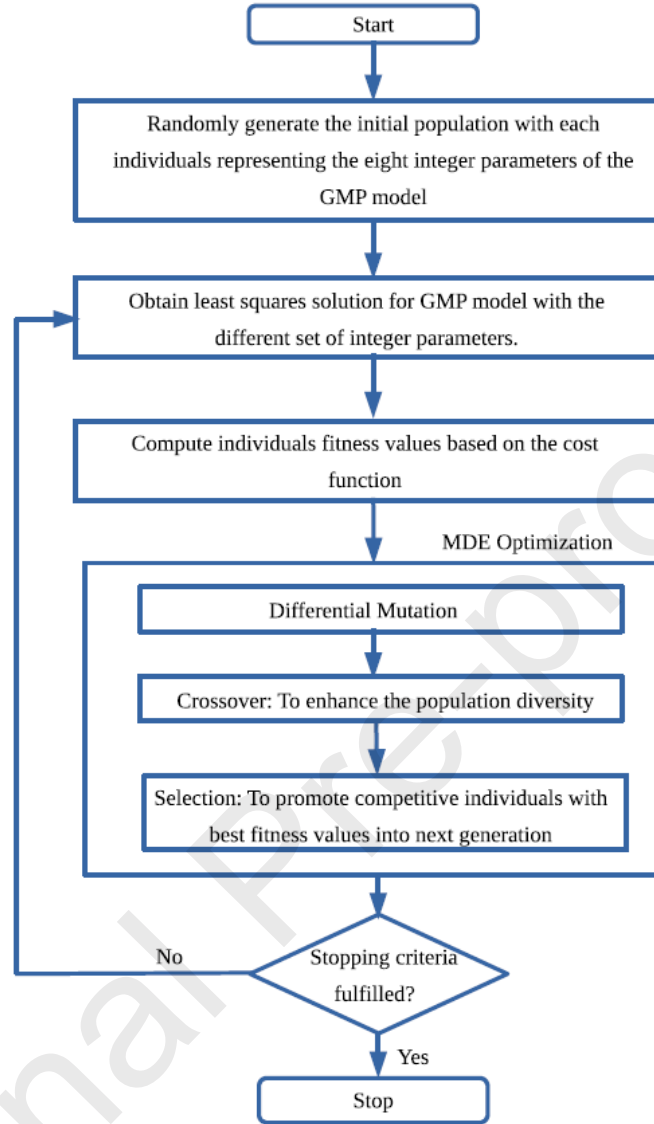 Start
Randomly generate the initial population with each
individuals representing the eight integer parameters of the
GMP model
Obtain least squares solution for GMP model with the
different set of integer parameters.
Compute individuals fitness values based on the cost
function
MDE Optimization
Differential Mutation
Crossover: To enhance the population diversity
Selection: To promote competitive individuals with
best fitness values into next generation
No
Stopping criteria
fulfilled?
Yes
Stop
nal Pre-pro